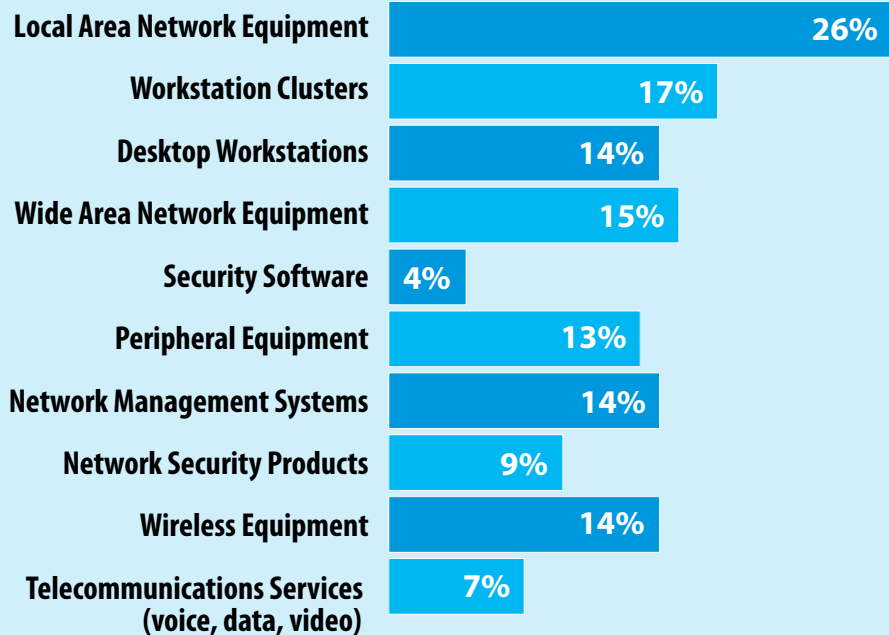 Local Area Network Equipment 26%
Workstation Clusters 17%
Desktop Workstations 14%
Wide Area Network Equipment 15%
Security Software 4%
Peripheral Equipment 13%
Network Management Systems 14%
Network Security Products 9%
Wireless Equipment 14%
Telecommunications Services 7%
(voice, data, video)